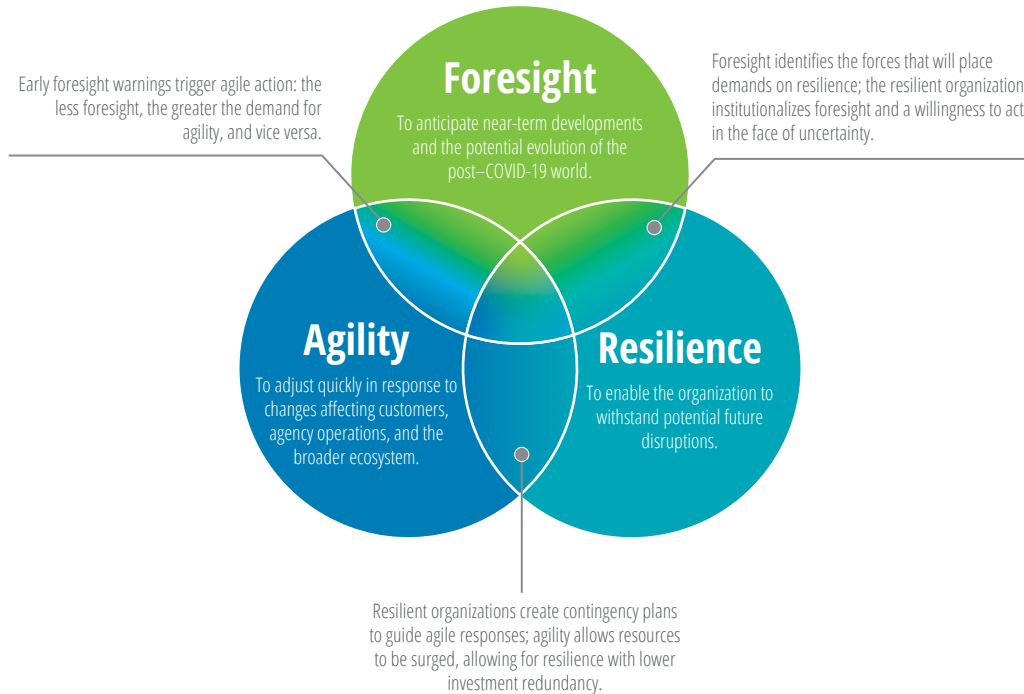 Early foresight warnings trigger agile action: the
less foresight, the greater the demand for
agility, and vice versa.
Foresight
To anticipate near-term developments
and the potential evolution of the
post–COVID-19 world.
Foresight identifies the forces that will place
demands on resilience; the resilient organization
institutionalizes foresight and a willingness to act
in the face of uncertainty.
Agility
To adjust quickly in response to
changes affecting customers,
agency operations, and the
broader ecosystem.
Resilience
To enable the organization to
withstand potential future
disruptions.
Resilient organizations create contingency plans
to guide agile responses; agility allows resources
to be surged, allowing for resilience with lower
investment redundancy.